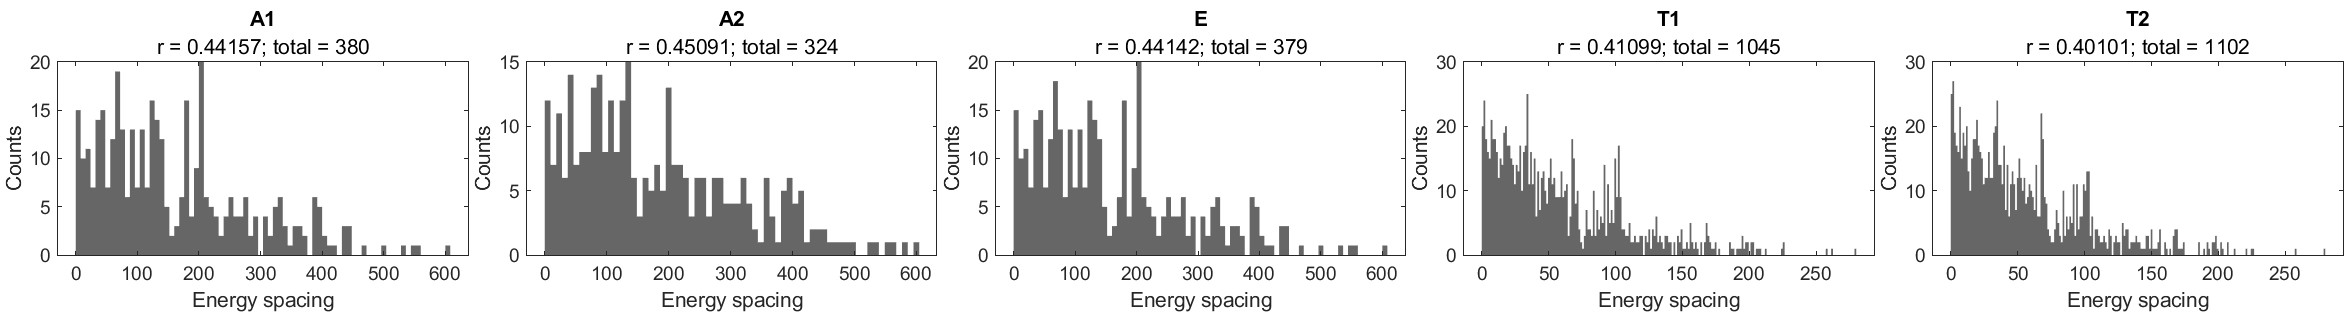 A1
r = 0.44157; total = 380
20
15
10
5
0
Counts
0 100 200 300 400 500 600
Energy spacing
A2
r = 0.45091; total = 324
15
10
5
0
Counts
0 100 200 300 400 500 600
Energy spacing
E
r = 0.44142; total = 379
20
15
10
5
0
Counts
0 100 200 300 400 500 600
Energy spacing
T1
r = 0.41099; total = 1045
30
20
10
0
Counts
0 50 100 150 200 250
Energy spacing
T2
r = 0.40101; total = 1102
30
20
10
0
Counts
0 50 100 150 200 250
Energy spacing